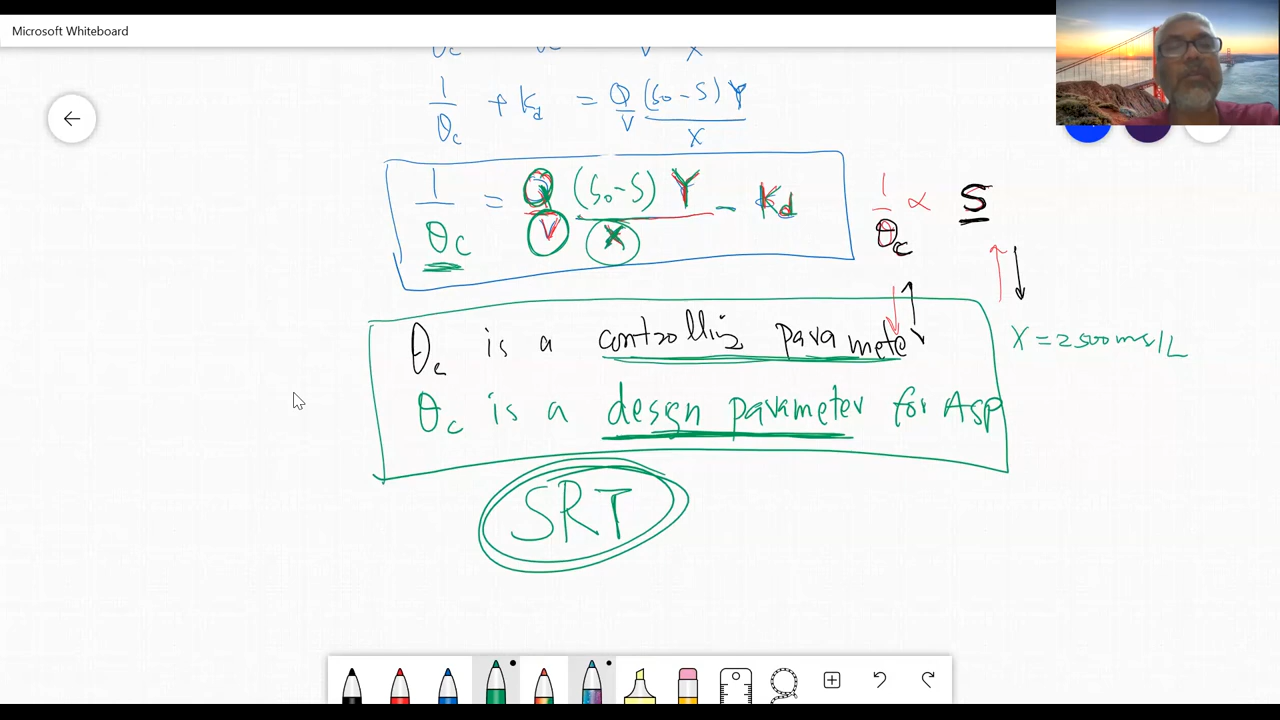 Microsoft Whiteboard
1/θc + Kd = Q/V (S0 - S) Y / X
1/θc = Q/V (S0 - S) Y / X - Kd
1/θc ∝ S
θc is a controlling parameter
X = 2500 mg/L
θc is a design parameter for ASP
SRT